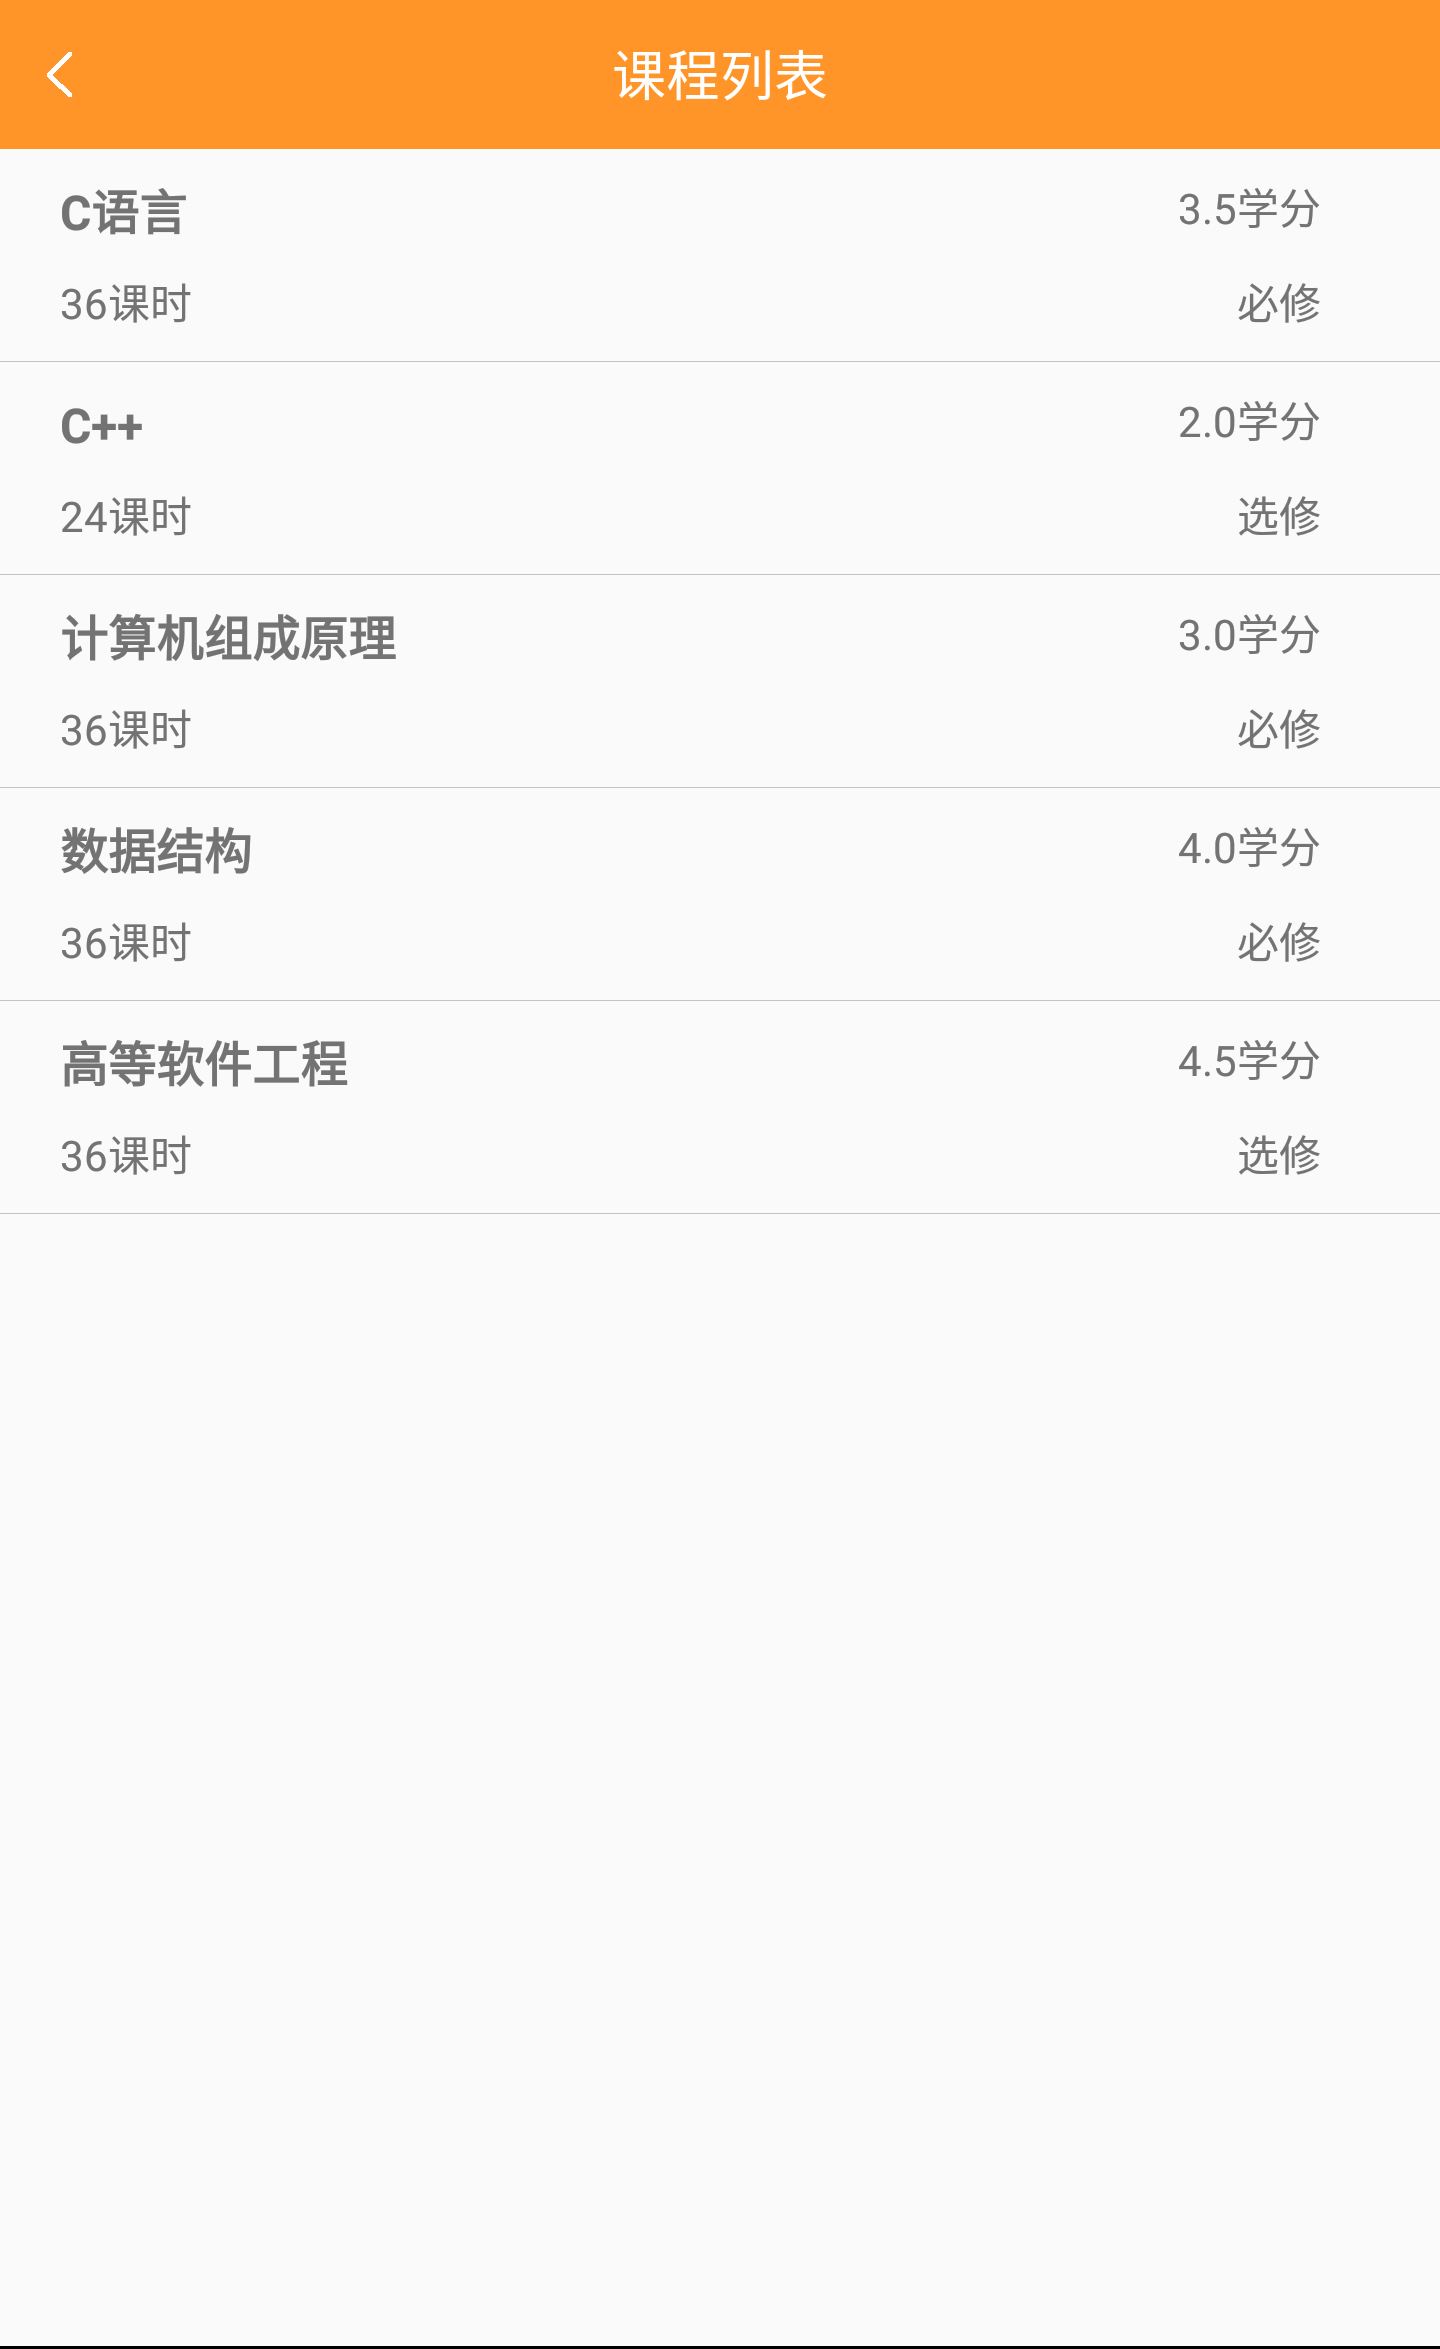 课程列表
C语言 3.5学分
36课时 必修
C++ 2.0学分
24课时 选修
计算机组成原理 3.0学分
36课时 必修
数据结构 4.0学分
36课时 必修
高等软件工程 4.5学分
36课时 选修